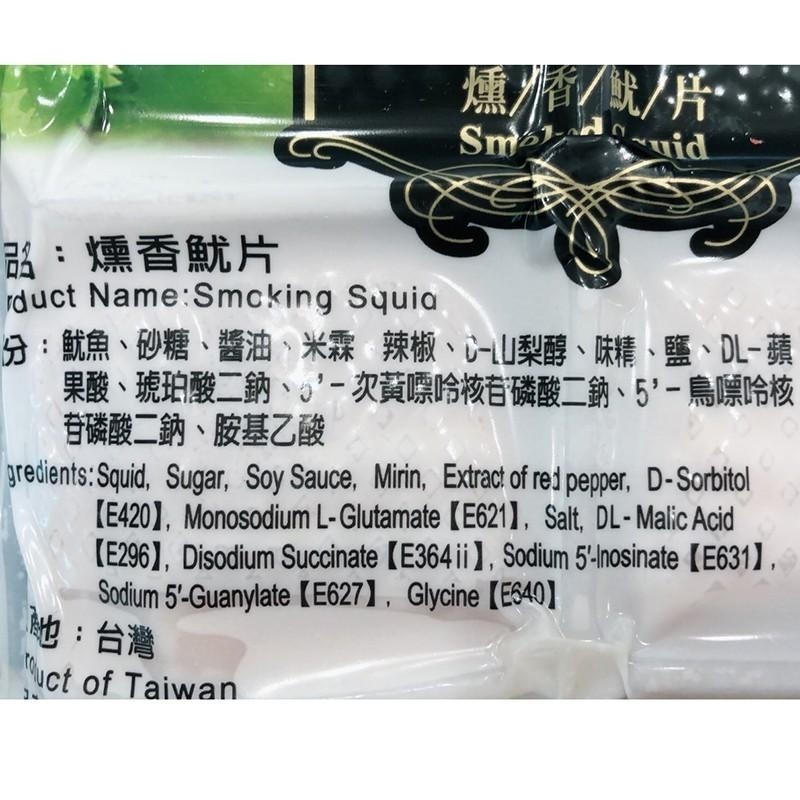 燻/香/魷/片
Smoked Squid
品名：燻香魷片
duct Name:Smoking Squid
分：魷魚、砂糖、醬油、米霖 辣椒、D-山梨醇、味精、鹽、DL-蘋
果酸、琥珀酸二鈉、5'-次黃嘌呤核苷磷酸二鈉、5'-鳥嘌呤核
苷磷酸二鈉、胺基乙酸
gredients:Squid, Sugar, Soy Sauce, Mirin, Extract of red pepper, D-Sorbitol
【E420】, Monosodium L-Glutamate【E621】, Salt, DL-Malic Acid
【E296】, Disodium Succinate【E364ii】, Sodium 5'-Inosinate【E631】,
Sodium 5'-Guanylate【E627】, Glycine【E640】
產地：台灣
oduct of Taiwan